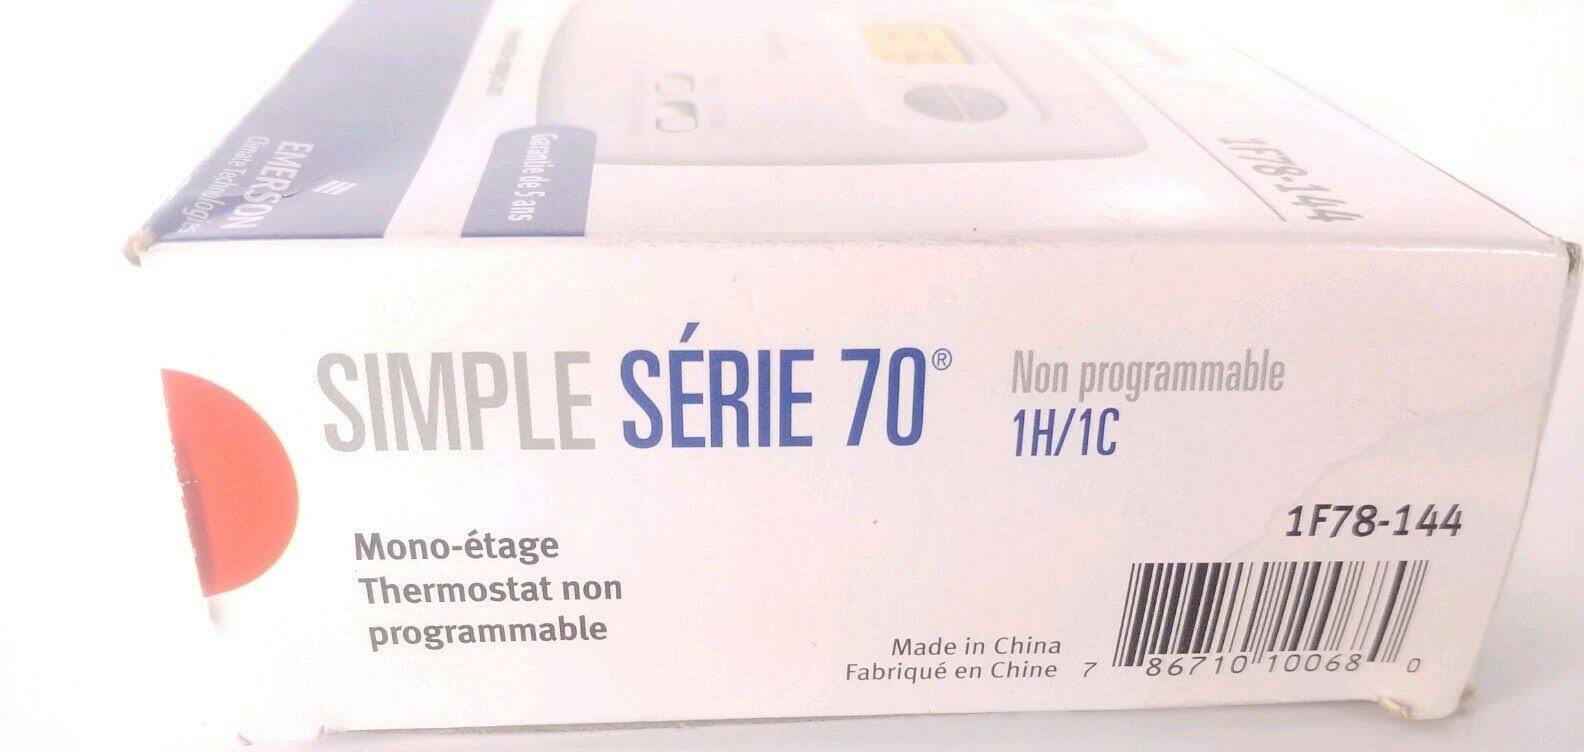 EMERSON
Climate Technologies
Garantie de 5 ans
1F78-144
SIMPLE SÉRIE 70®
Non programmable
1H/1C
Mono-étage
Thermostat non
programmable
1F78-144
Made in China
Fabriqué en Chine
7 86710 10068 0